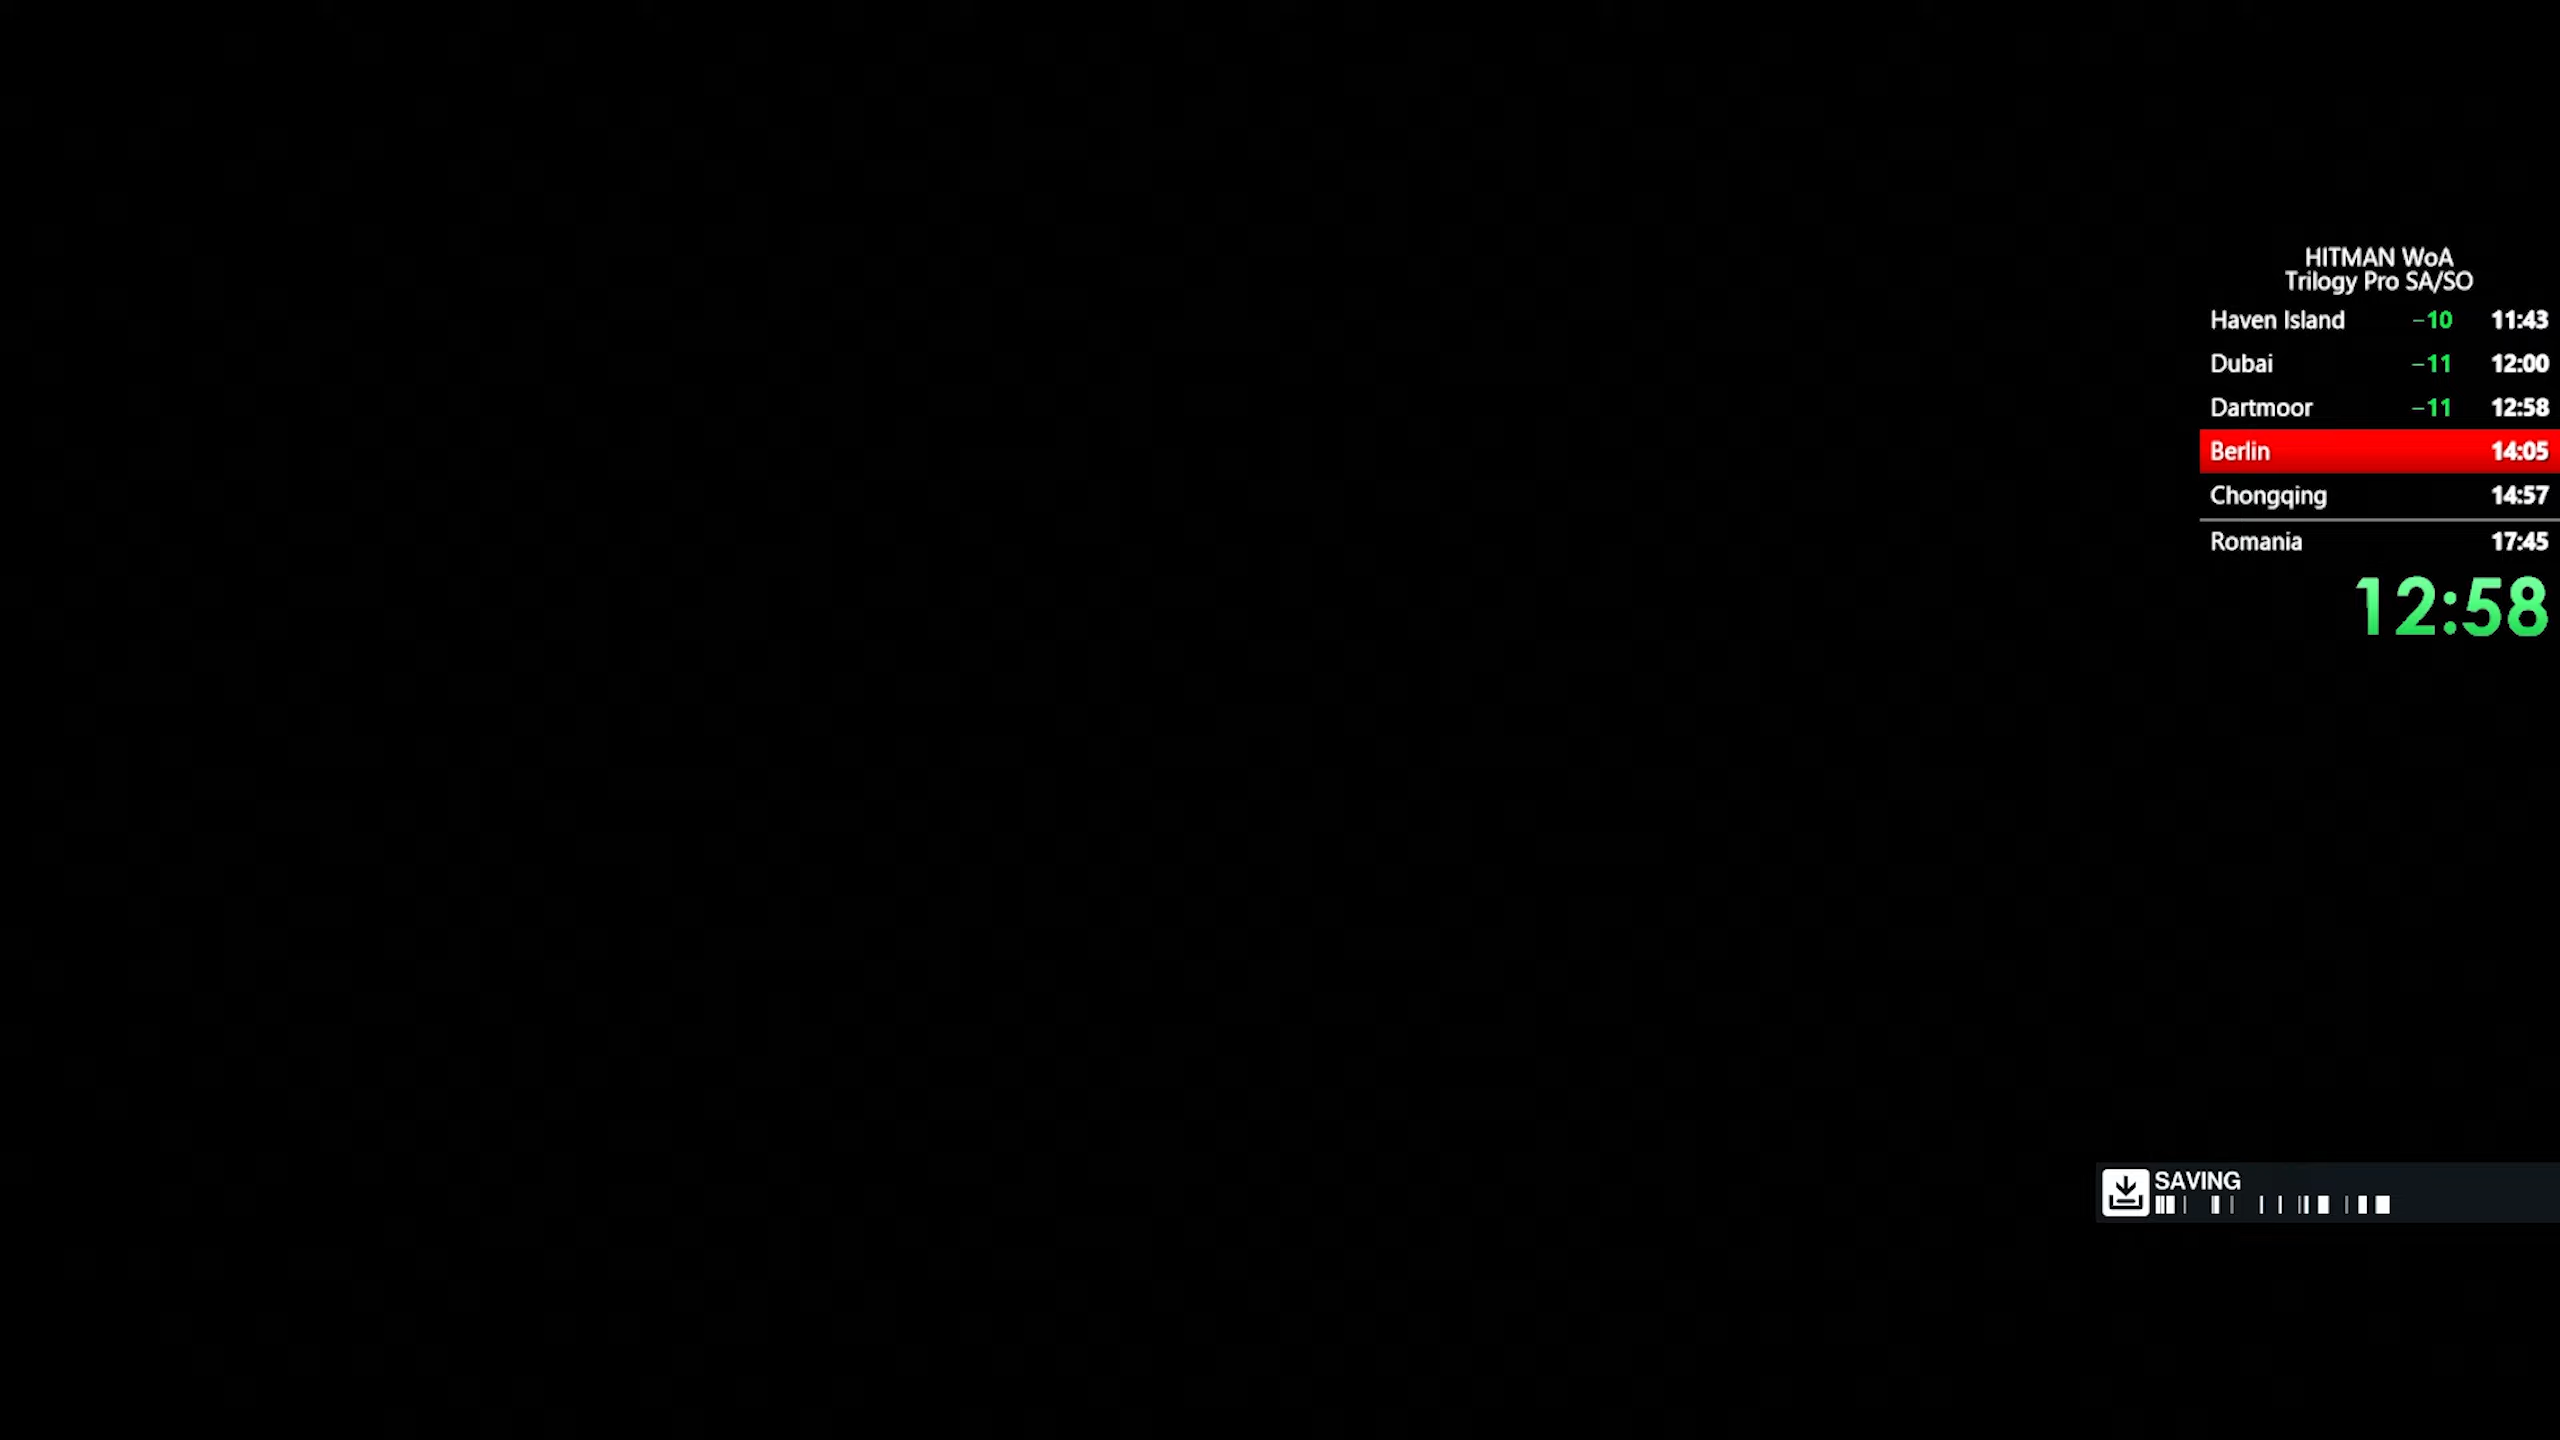 HITMAN WoA
Trilogy Pro SA/SO
Haven Island −10 11:43
Dubai −11 12:00
Dartmoor −11 12:58
Berlin 14:05
Chongqing 14:57
Romania 17:45
12:58
SAVING